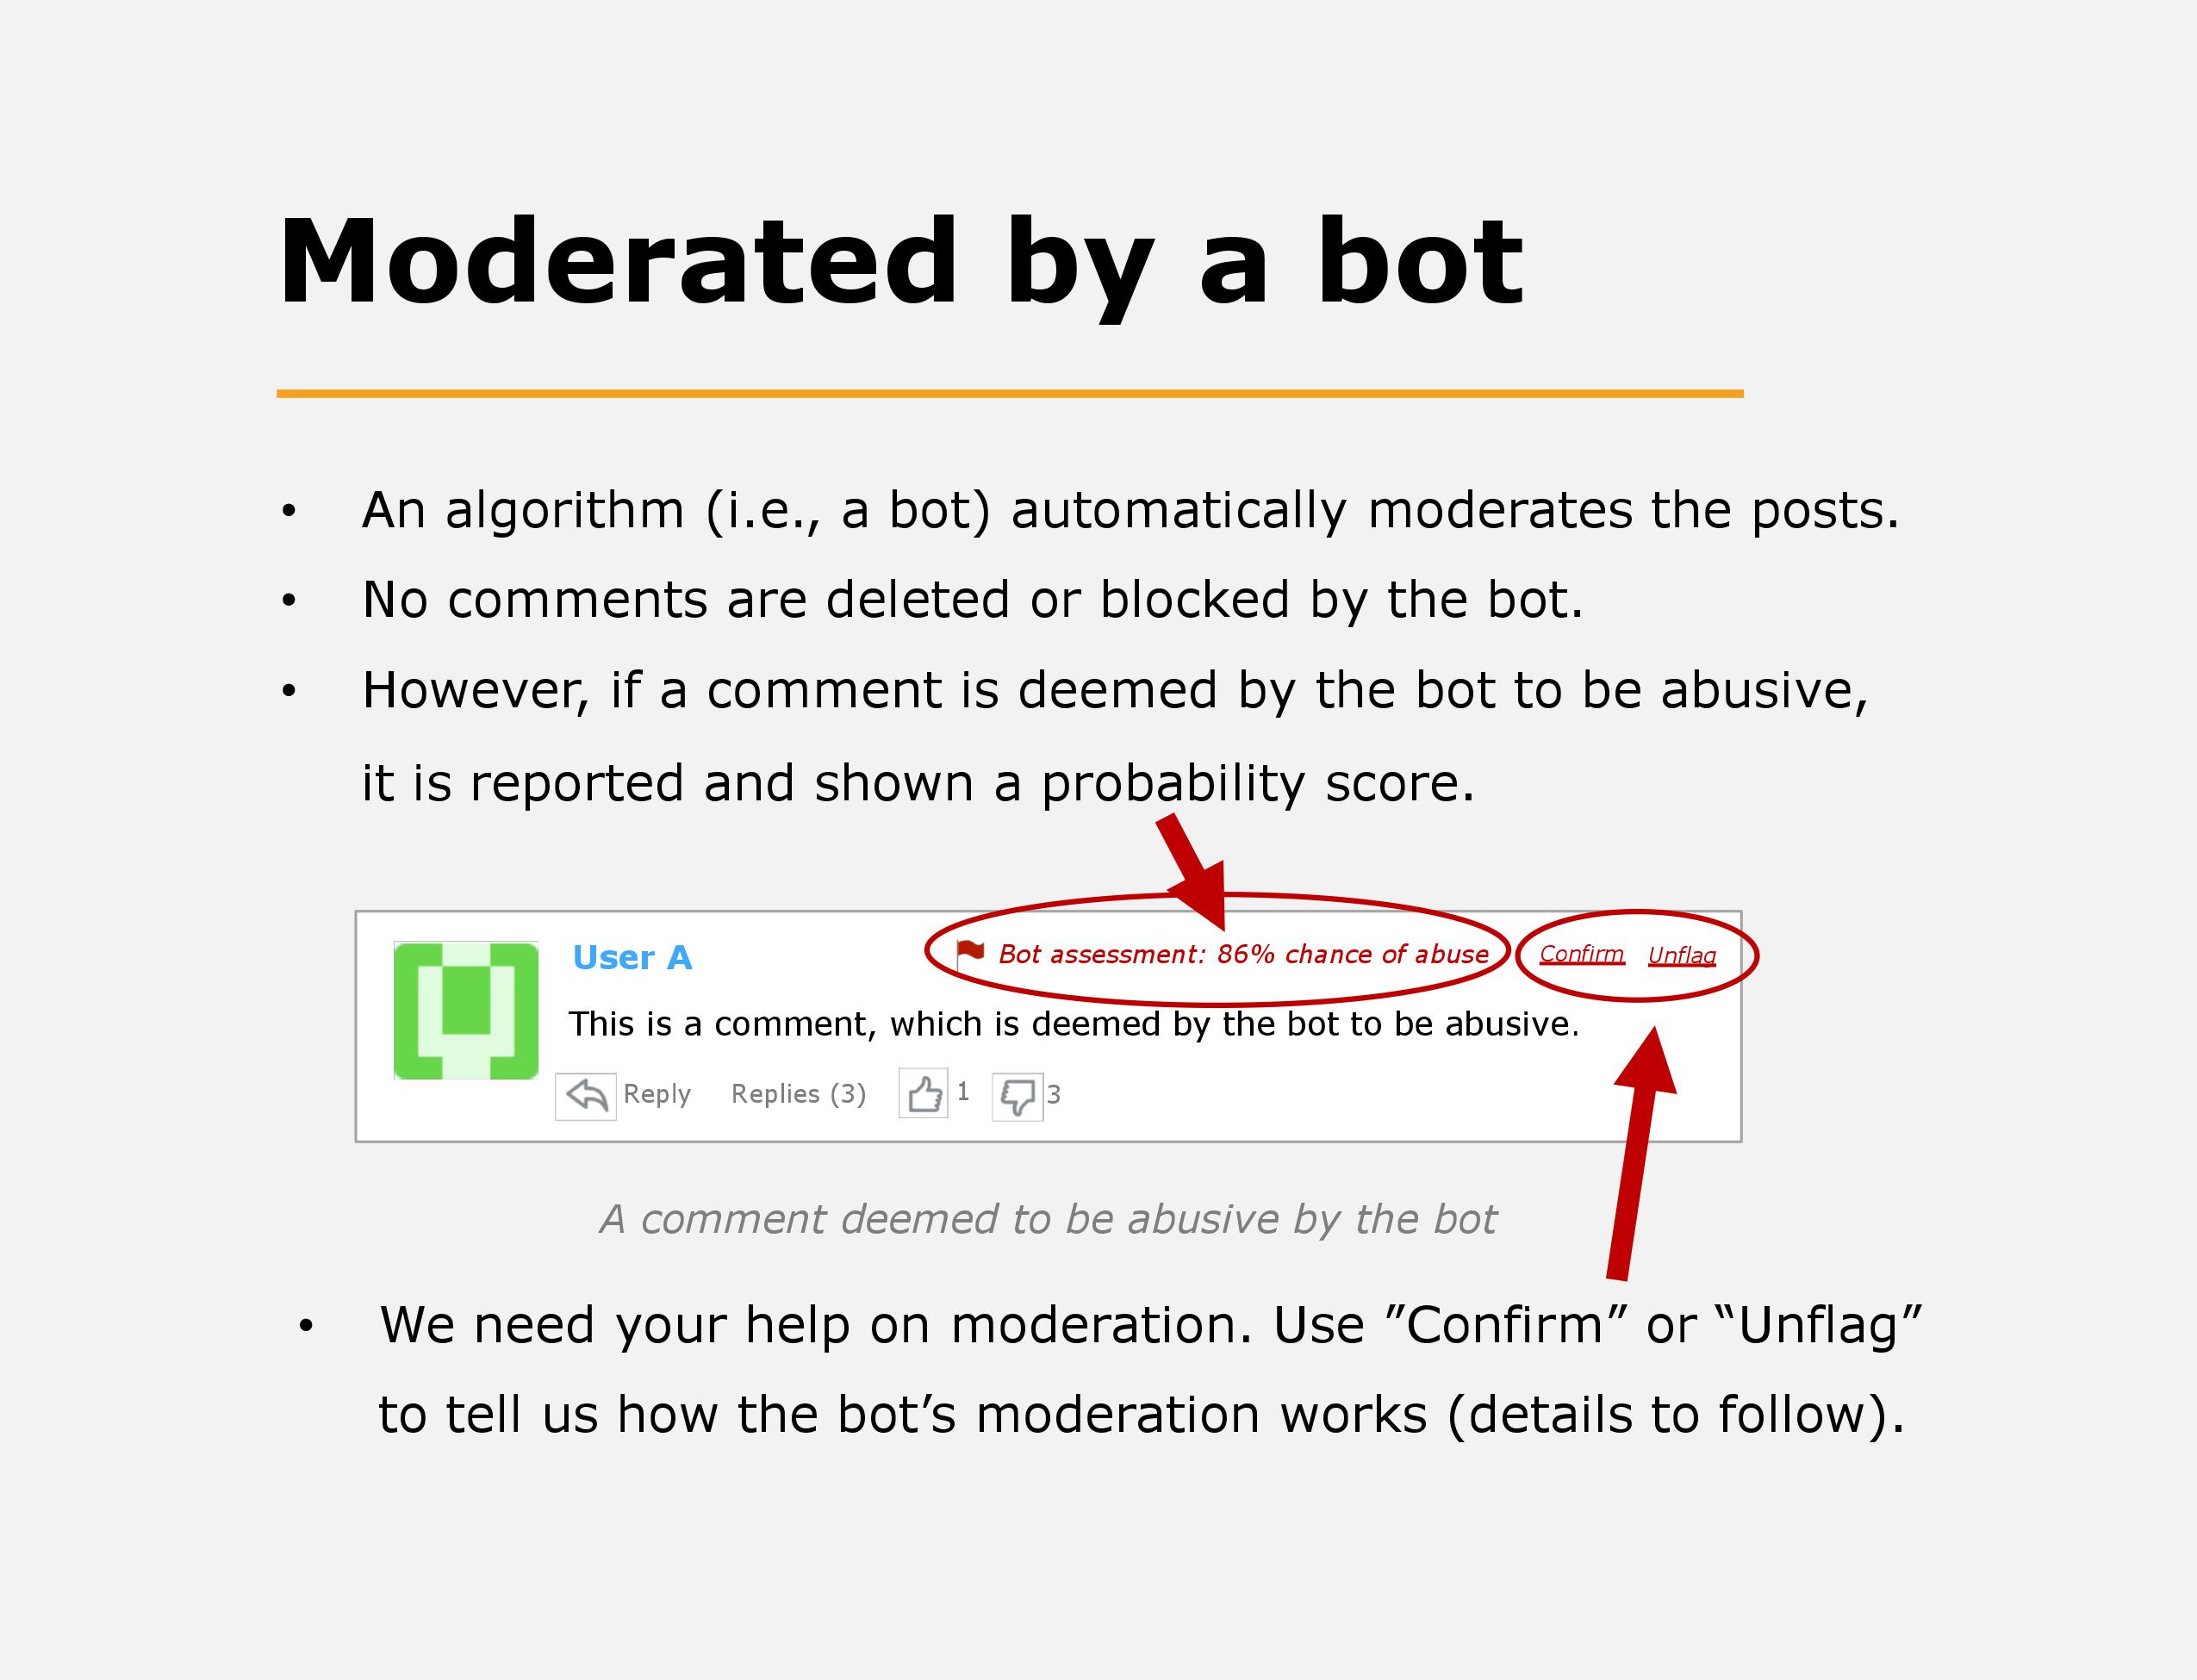 Moderated by a bot
• An algorithm (i.e., a bot) automatically moderates the posts.
• No comments are deleted or blocked by the bot.
• However, if a comment is deemed by the bot to be abusive,
it is reported and shown a probability score.
User A
Bot assessment: 86% chance of abuse
Confirm Unflag
This is a comment, which is deemed by the bot to be abusive.
Reply Replies (3) 1 3
A comment deemed to be abusive by the bot
• We need your help on moderation. Use ”Confirm” or “Unflag”
to tell us how the bot’s moderation works (details to follow).